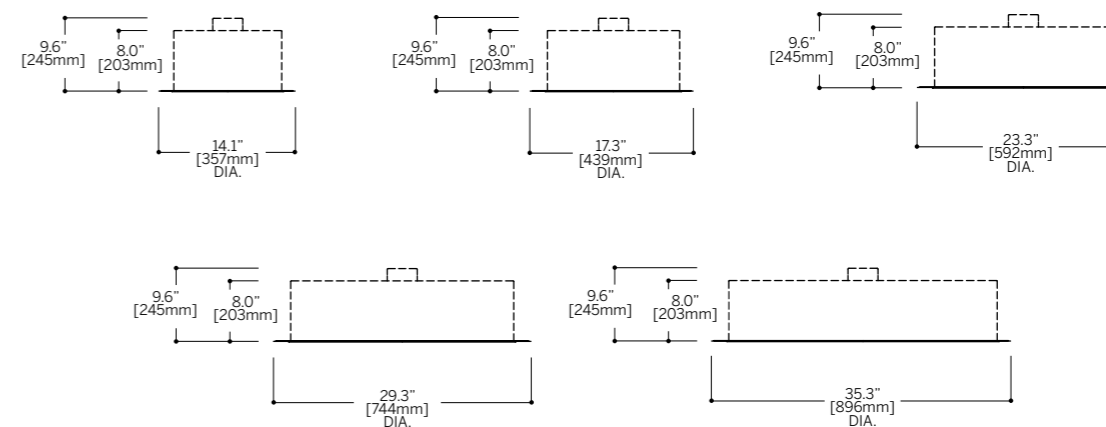 9.6"
[245mm]
8.0"
[203mm]
14.1"
[357mm]
DIA.
9.6"
[245mm]
8.0"
[203mm]
17.3"
[439mm]
DIA.
9.6"
[245mm]
8.0"
[203mm]
23.3"
[592mm]
DIA.
9.6"
[245mm]
8.0"
[203mm]
29.3"
[744mm]
DIA.
9.6"
[245mm]
8.0"
[203mm]
35.3"
[896mm]
DIA.